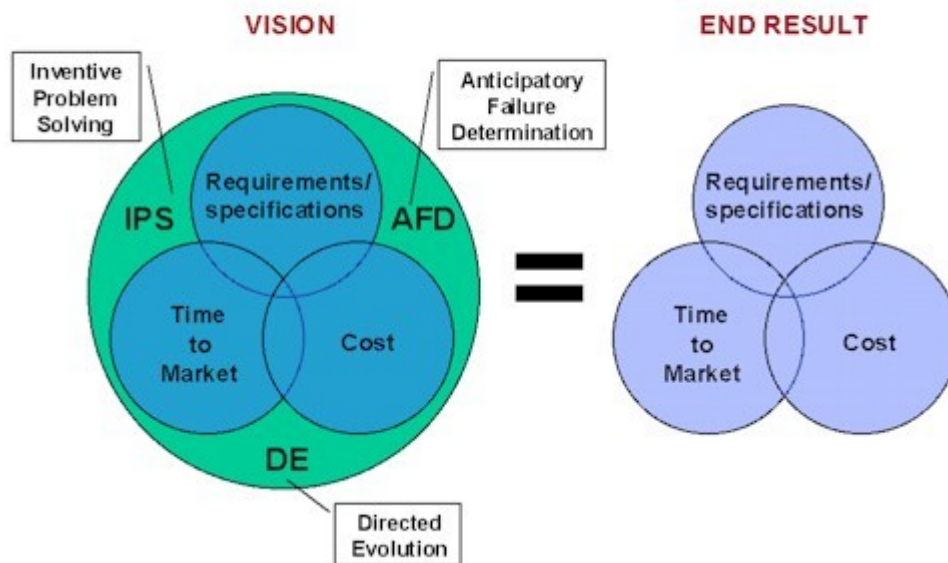 VISION
END RESULT
Inventive
Problem
Solving
Anticipatory
Failure
Determination
Requirements/
specifications
IPS
AFD
Time
to
Market
Cost
DE
Directed
Evolution
Requirements/
specifications
Time
to
Market
Cost